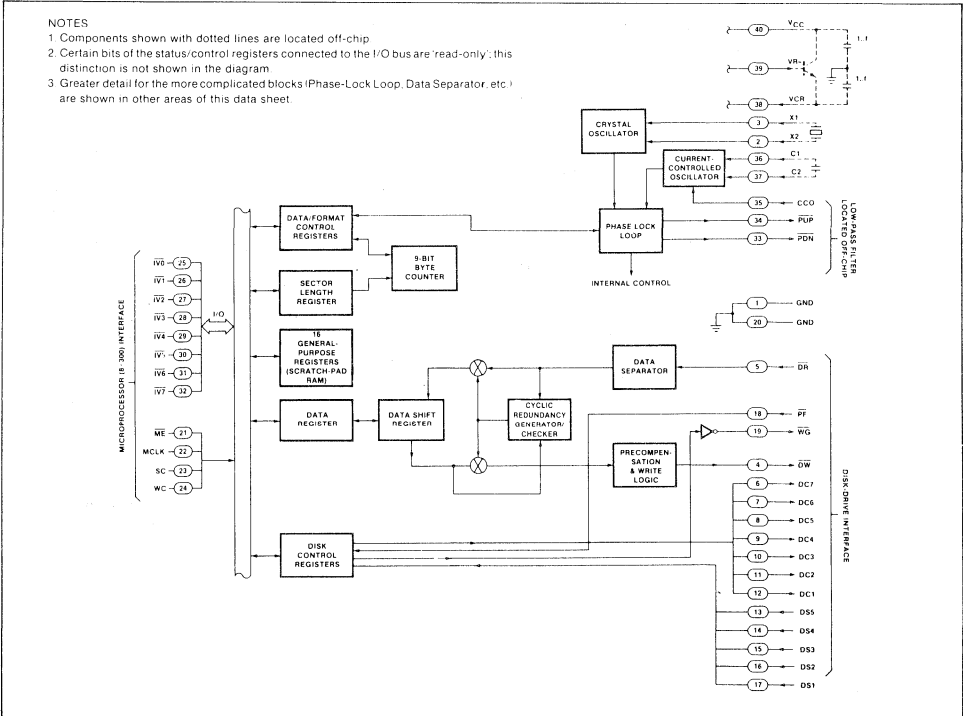 NOTES
1. Components shown with dotted lines are located off-chip
2. Certain bits of the status/control registers connected to the I/O bus are 'read-only'; this
distinction is not shown in the diagram.
3. Greater detail for the more complicated blocks (Phase-Lock Loop, Data Separator, etc.)
are shown in other areas of this data sheet.
40 VCC
39 VR
38 VCR
3 X1
2 X2
36 C1
37 C2
35 CCO
34 PUP
33 PDN
LOW-PASS FILTER
LOCATED OFF-CHIP
CRYSTAL
OSCILLATOR
CURRENT-
CONTROLLED
OSCILLATOR
PHASE LOCK
LOOP
INTERNAL CONTROL
DATA/FORMAT
CONTROL
REGISTERS
9-BIT
BYTE
COUNTER
SECTOR
LENGTH
REGISTER
16
GENERAL-
PURPOSE
REGISTERS
(SCRATCH-PAD
RAM)
DATA
REGISTER
DATA SHIFT
REGISTER
CYCLIC
REDUNDANCY
GENERATOR/
CHECKER
DATA
SEPARATOR
PRECOMPEN-
SATION
& WRITE
LOGIC
DISK
CONTROL
REGISTERS
MICROPROCESSOR (8X300) INTERFACE
IV0 25
IV1 26
IV2 27
IV3 28
IV4 29
IV5 30
IV6 31
IV7 32
I/O
ME 21
MCLK 22
SC 23
WC 24
1 GND
20 GND
5 DR
18 PF
19 WG
4 DW
6 DC7
7 DC6
8 DC5
9 DC4
10 DC3
11 DC2
12 DC1
13 DS5
14 DS4
15 DS3
16 DS2
17 DS1
DISK-DRIVE INTERFACE